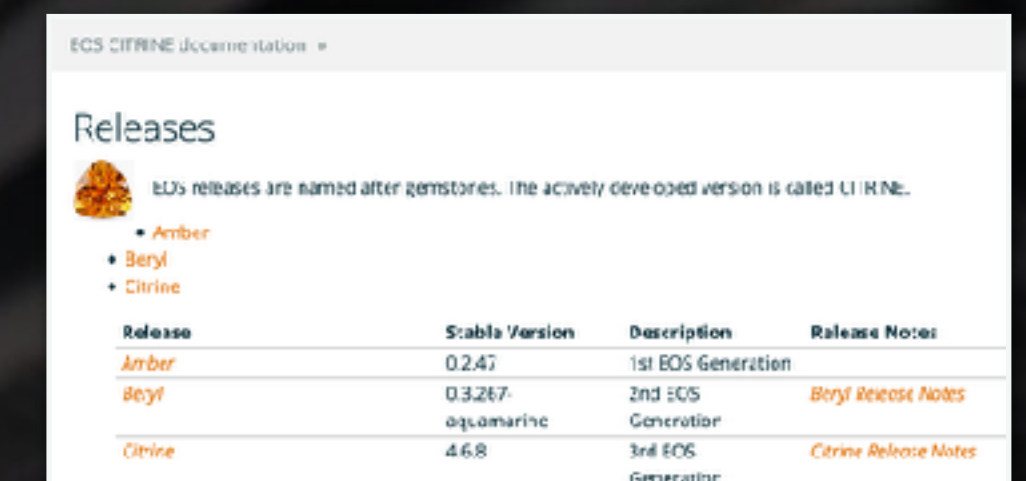 EOS CITRINE documentation »
Releases
EOS releases are named after gemstones. The actively developed version is called CITRINE.
• Amber
• Beryl
• Citrine
Release Stable Version Description Release Notes
Amber 0.2.47 1st EOS Generation
Beryl 0.3.267- 2nd EOS Beryl Release Notes
aquamarine Generation
Citrine 4.6.8 3rd EOS Citrine Release Notes
Generation